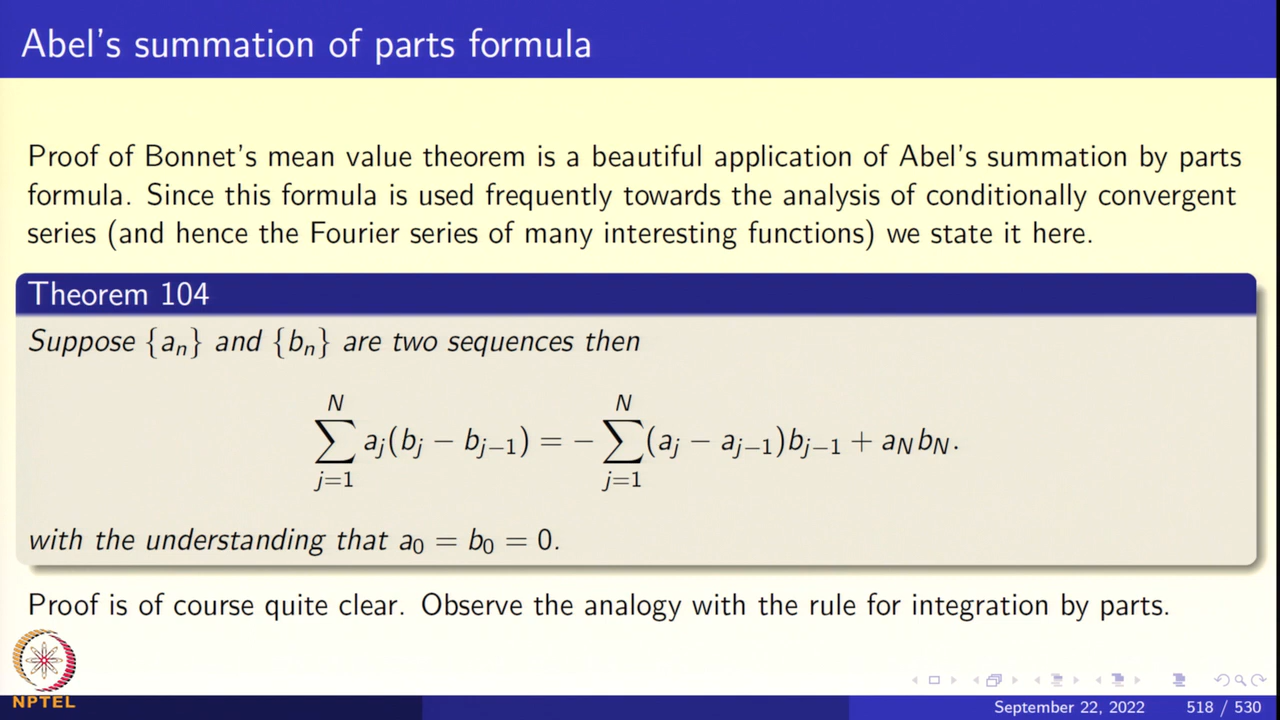 Abel's summation of parts formula
Proof of Bonnet's mean value theorem is a beautiful application of Abel's summation by parts
formula. Since this formula is used frequently towards the analysis of conditionally convergent
series (and hence the Fourier series of many interesting functions) we state it here.
Theorem 104
Suppose {aₙ} and {bₙ} are two sequences then
∑_{j=1}^{N} a_j(b_j − b_{j−1}) = − ∑_{j=1}^{N} (a_j − a_{j−1})b_{j−1} + a_N b_N.
with the understanding that a₀ = b₀ = 0.
Proof is of course quite clear. Observe the analogy with the rule for integration by parts.
NPTEL
September 22, 2022 518 / 530